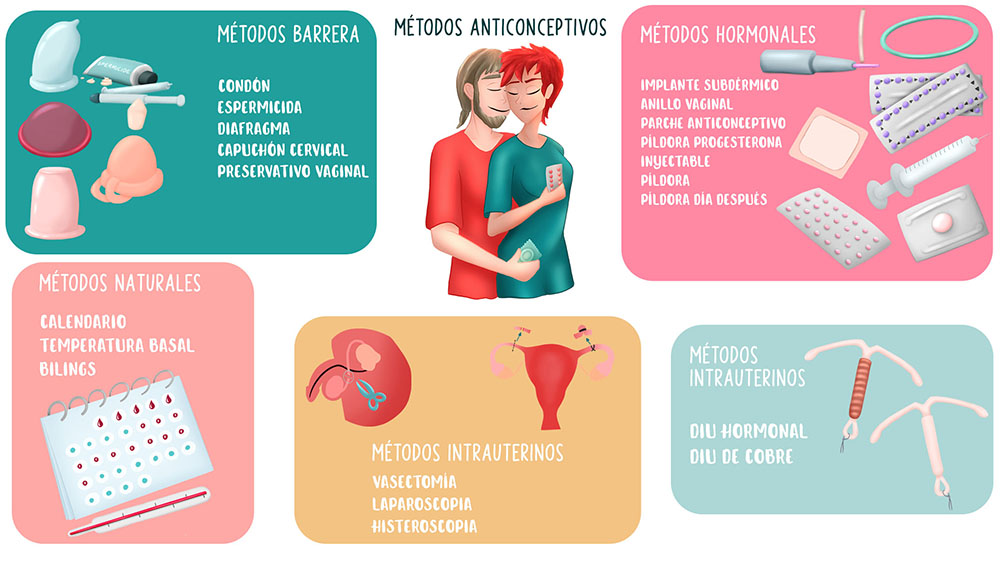 MÉTODOS BARRERA
CONDÓN
ESPERMICIDA
DIAFRAGMA
CAPUCHÓN CERVICAL
PRESERVATIVO VAGINAL
ESPERMICIDA
MÉTODOS ANTICONCEPTIVOS
MÉTODOS HORMONALES
IMPLANTE SUBDÉRMICO
ANILLO VAGINAL
PARCHE ANTICONCEPTIVO
PÍLDORA PROGESTERONA
INYECTABLE
PÍLDORA
PÍLDORA DÍA DESPUÉS
MÉTODOS NATURALES
CALENDARIO
TEMPERATURA BASAL
BILINGS
MÉTODOS INTRAUTERINOS
VASECTOMÍA
LAPAROSCOPIA
HISTEROSCOPIA
MÉTODOS
INTRAUTERINOS
DIU HORMONAL
DIU DE COBRE